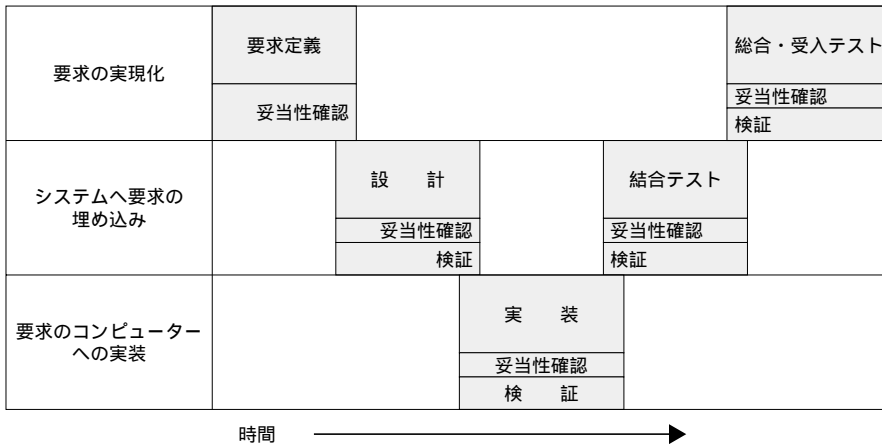 要求の実現化
要求定義
妥当性確認
総合・受入テスト
妥当性確認
検証
システムへ要求の
埋め込み
設　計
妥当性確認
検証
結合テスト
妥当性確認
検証
要求のコンピューター
への実装
実　装
妥当性確認
検　証
時間